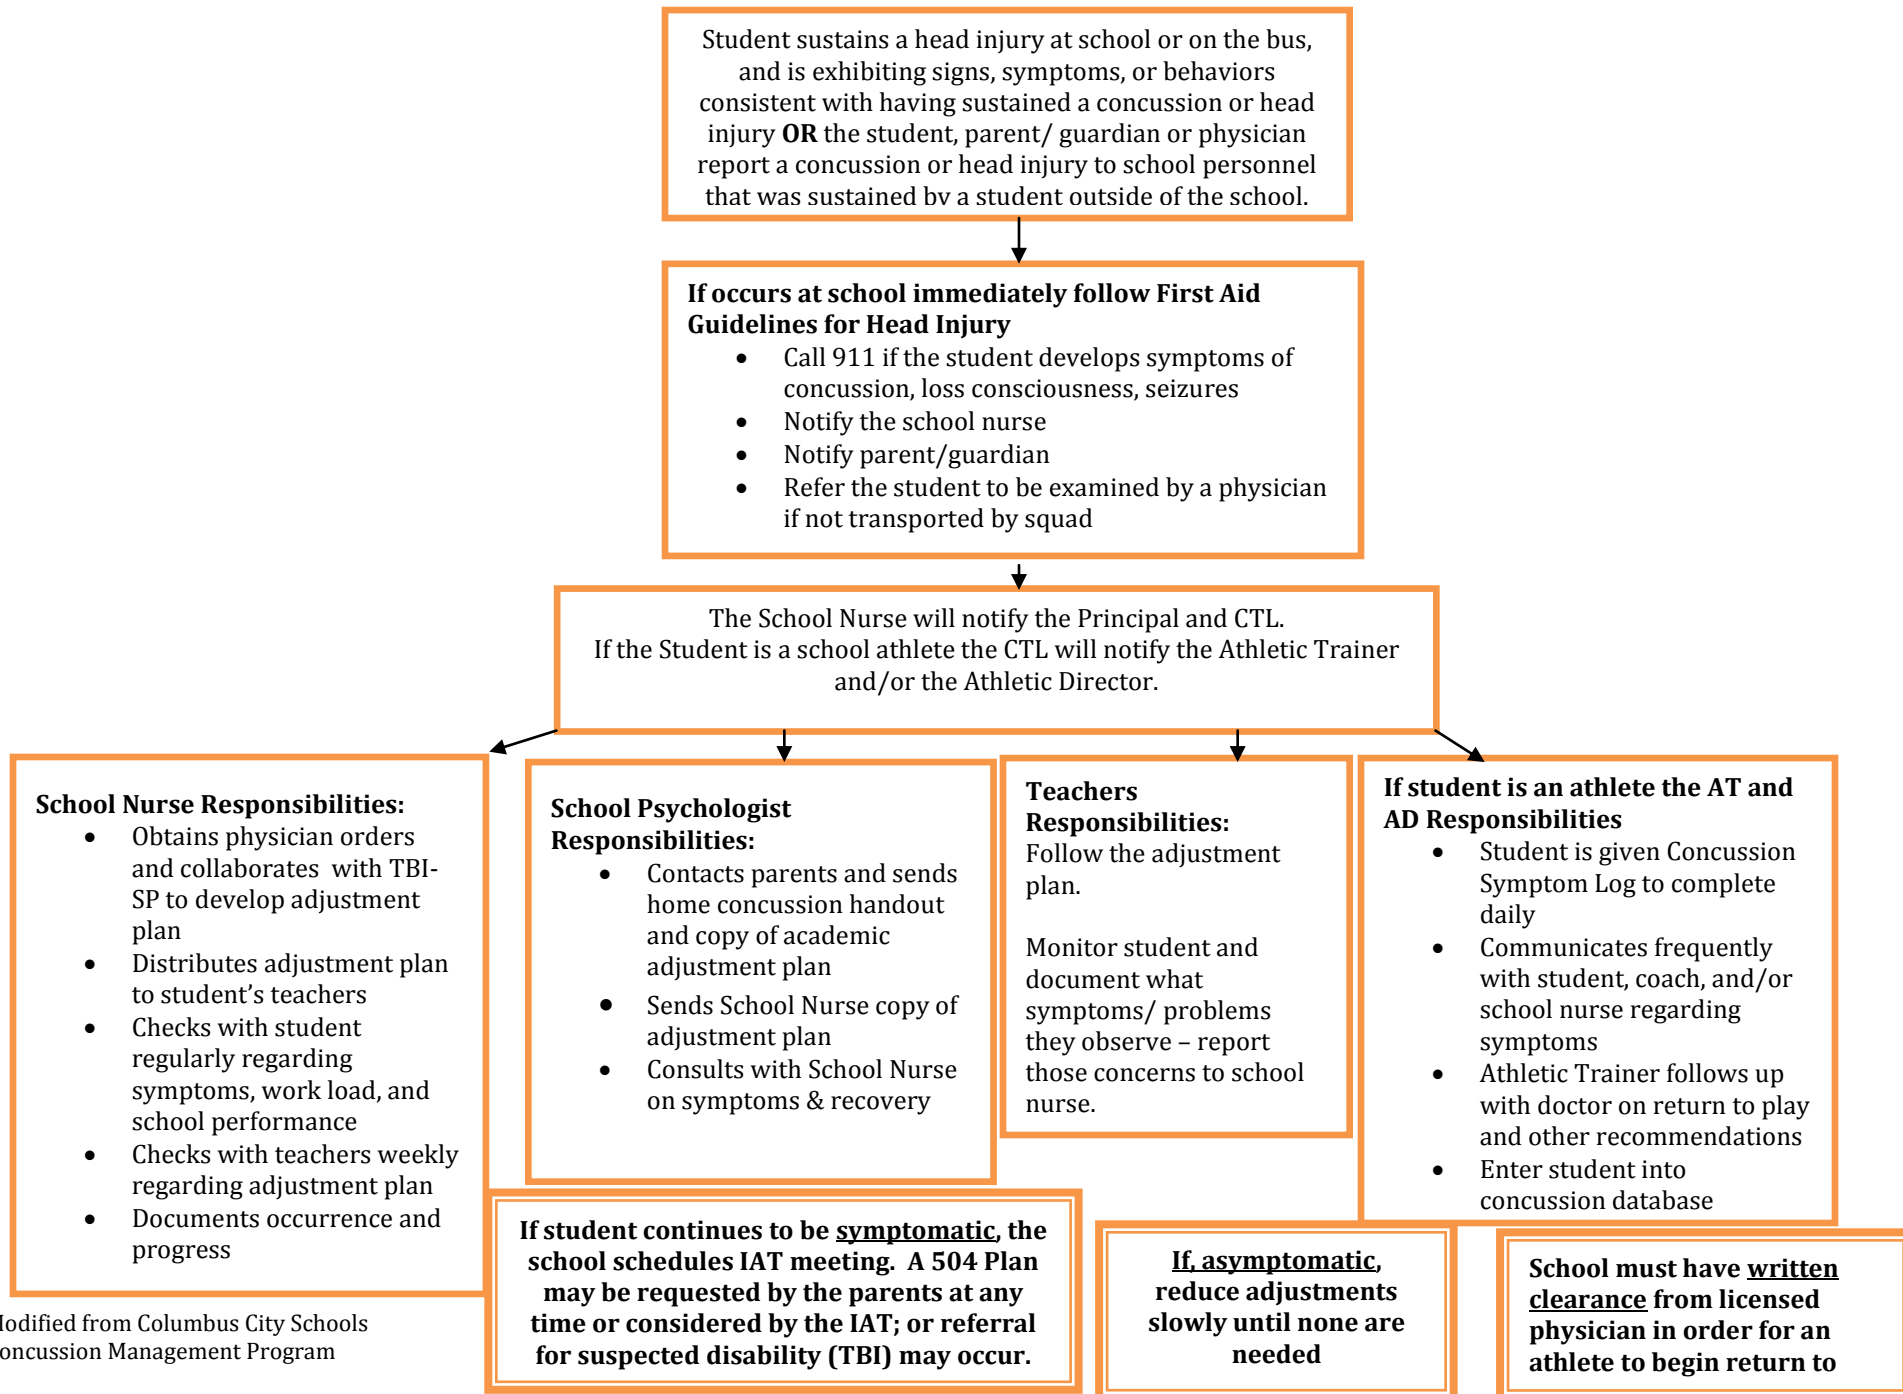 Student sustains a head injury at school or on the bus,
and is exhibiting signs, symptoms, or behaviors
consistent with having sustained a concussion or head
injury OR the student, parent/ guardian or physician
report a concussion or head injury to school personnel
that was sustained by a student outside of the school.
If occurs at school immediately follow First Aid
Guidelines for Head Injury
• Call 911 if the student develops symptoms of
concussion, loss consciousness, seizures
• Notify the school nurse
• Notify parent/guardian
• Refer the student to be examined by a physician
if not transported by squad
The School Nurse will notify the Principal and CTL.
If the Student is a school athlete the CTL will notify the Athletic Trainer
and/or the Athletic Director.
School Nurse Responsibilities:
• Obtains physician orders
and collaborates with TBI-
SP to develop adjustment
plan
• Distributes adjustment plan
to student’s teachers
• Checks with student
regularly regarding
symptoms, work load, and
school performance
• Checks with teachers weekly
regarding adjustment plan
• Documents occurrence and
progress
School Psychologist
Responsibilities:
• Contacts parents and sends
home concussion handout
and copy of academic
adjustment plan
• Sends School Nurse copy of
adjustment plan
• Consults with School Nurse
on symptoms & recovery
Teachers
Responsibilities:
Follow the adjustment
plan.
Monitor student and
document what
symptoms/ problems
they observe – report
those concerns to school
nurse.
If student is an athlete the AT and
AD Responsibilities
• Student is given Concussion
Symptom Log to complete
daily
• Communicates frequently
with student, coach, and/or
school nurse regarding
symptoms
• Athletic Trainer follows up
with doctor on return to play
and other recommendations
• Enter student into
concussion database
If student continues to be symptomatic, the
school schedules IAT meeting. A 504 Plan
may be requested by the parents at any
time or considered by the IAT; or referral
for suspected disability (TBI) may occur.
If, asymptomatic,
reduce adjustments
slowly until none are
needed
School must have written
clearance from licensed
physician in order for an
athlete to begin return to
Modified from Columbus City Schools
Concussion Management Program